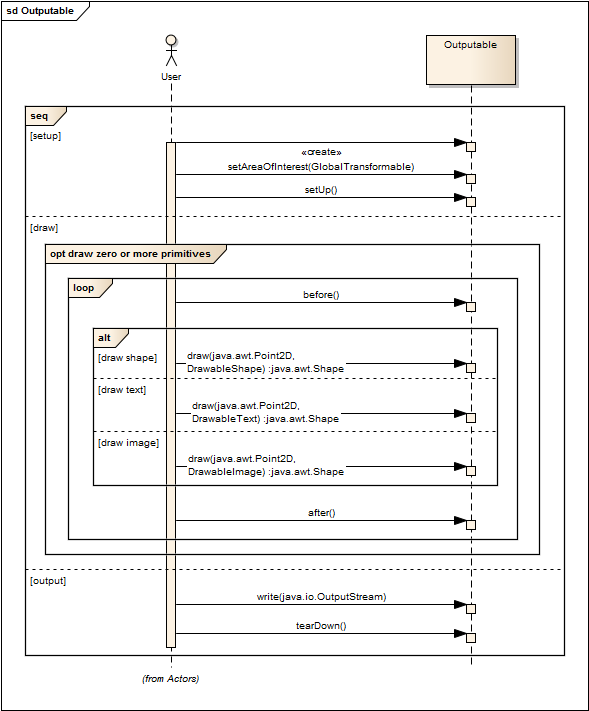 sd Outputable
User
Outputable
seq
[setup]
«create»
setAreaOfInterest(GlobalTransformable)
setUp()
[draw]
opt draw zero or more primitives
loop
before()
alt
[draw shape]
draw(java.awt.Point2D,
DrawableShape) :java.awt.Shape
[draw text]
draw(java.awt.Point2D,
DrawableText) :java.awt.Shape
[draw image]
draw(java.awt.Point2D,
DrawableImage) :java.awt.Shape
after()
[output]
write(java.io.OutputStream)
tearDown()
(from Actors)